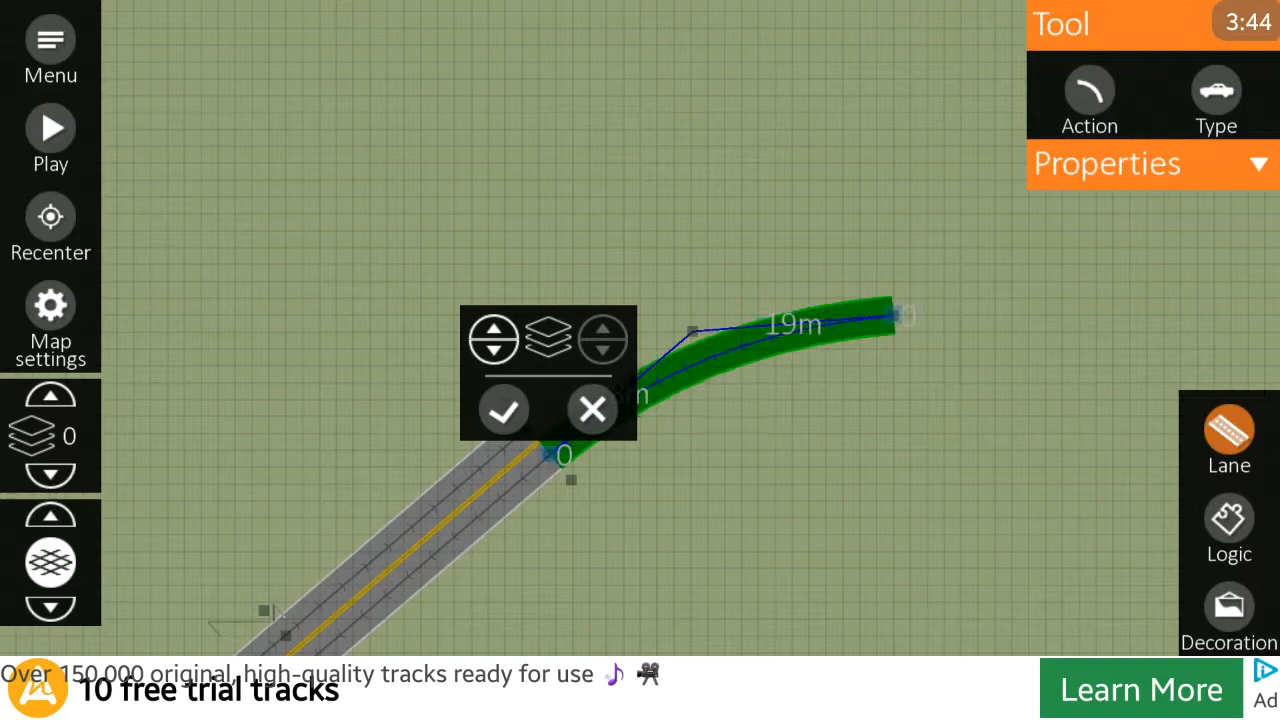 Menu
Play
Recenter
Map
settings
0
Tool
3:44
Action
Type
Properties
19m
0
m
0
Lane
Logic
Decoration
Over 150,000 original, high-quality tracks ready for use 🎵 🎥
10 free trial tracks
Learn More
Ad